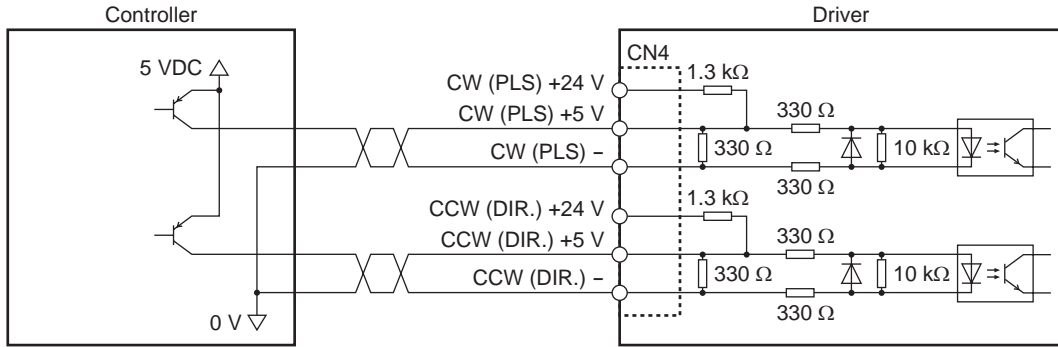 Controller
Driver
5 VDC
CN4
CW (PLS) +24 V
1.3 kΩ
CW (PLS) +5 V
330 Ω
CW (PLS) –
330 Ω
10 kΩ
330 Ω
CCW (DIR.) +24 V
1.3 kΩ
CCW (DIR.) +5 V
330 Ω
CCW (DIR.) –
330 Ω
10 kΩ
0 V
330 Ω